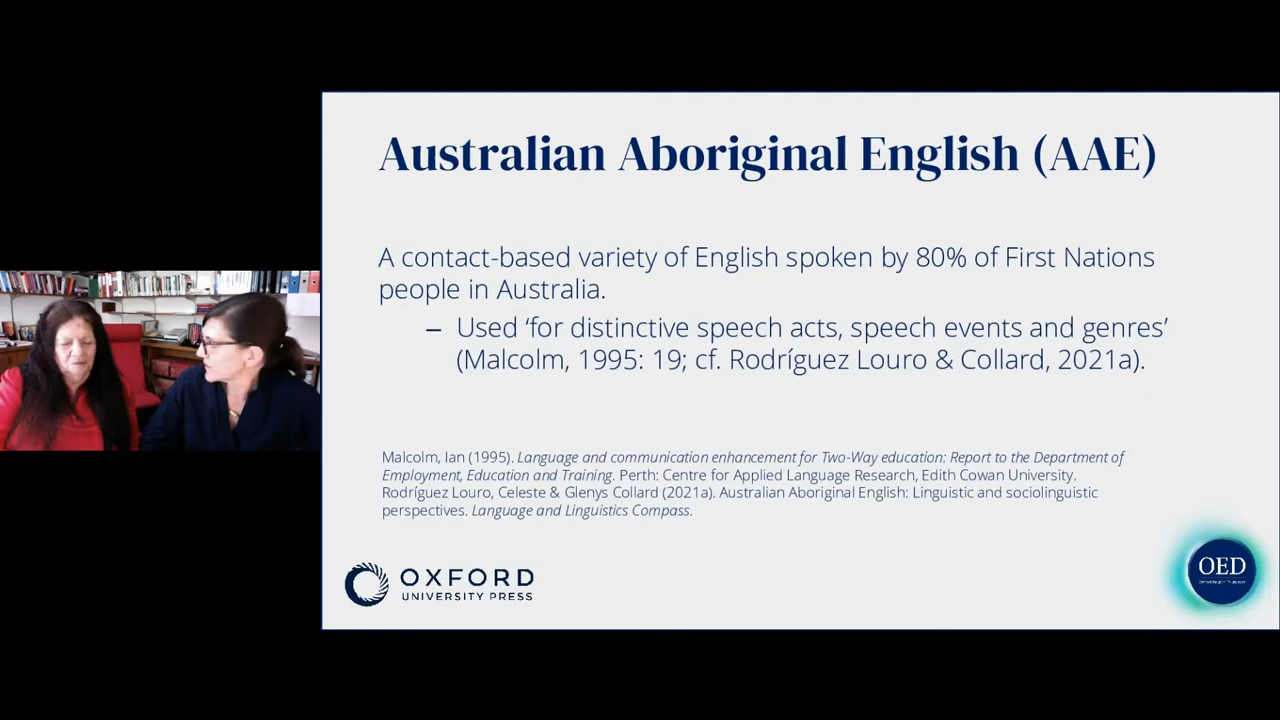 Australian Aboriginal English (AAE)
A contact-based variety of English spoken by 80% of First Nations
people in Australia.
– Used ‘for distinctive speech acts, speech events and genres’
(Malcolm, 1995: 19; cf. Rodríguez Louro & Collard, 2021a).
Malcolm, Ian (1995). Language and communication enhancement for Two-Way education: Report to the Department of
Employment, Education and Training. Perth: Centre for Applied Language Research, Edith Cowan University.
Rodríguez Louro, Celeste & Glenys Collard (2021a). Australian Aboriginal English: Linguistic and sociolinguistic
perspectives. Language and Linguistics Compass.
OXFORD
UNIVERSITY PRESS
OED